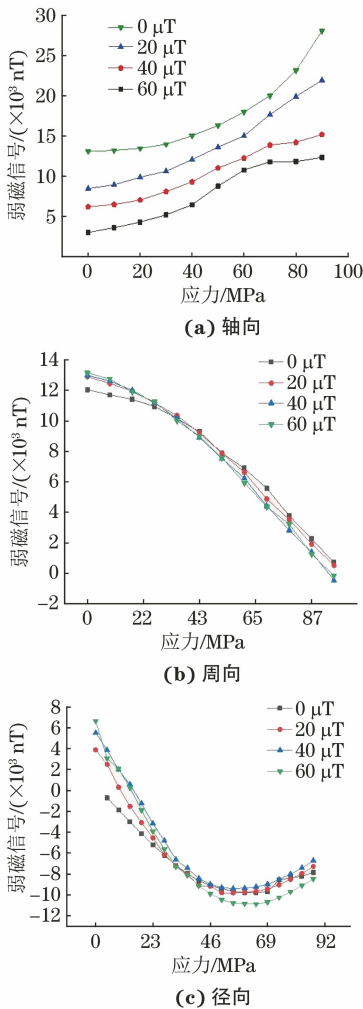 30
25
20
15
10
5
0 μT
20 μT
40 μT
60 μT
弱磁信号/(×10³ nT)
0 20 40 60 80 100
应力/MPa
(a) 轴向
14
12
10
8
6
4
2
0
−2
0 μT
20 μT
40 μT
60 μT
弱磁信号/(×10³ nT)
0 22 43 65 87
应力/MPa
(b) 周向
8
6
4
2
0
−2
−4
−6
−8
−10
−12
0 μT
20 μT
40 μT
60 μT
弱磁信号/(×10³ nT)
0 23 46 69 92
应力/MPa
(c) 径向